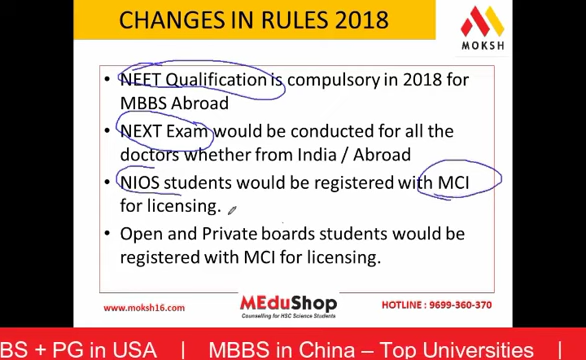 CHANGES IN RULES 2018
MOKSH
• NEET Qualification is compulsory in 2018 for
MBBS Abroad
• NEXT Exam would be conducted for all the
doctors whether from India / Abroad
• NIOS students would be registered with MCI
for licensing.
• Open and Private boards students would be
registered with MCI for licensing.
www.moksh16.com
MEduShop
Counselling for HSC Science Students
HOTLINE : 9699-360-370
BS + PG in USA | MBBS in China – Top Universities |